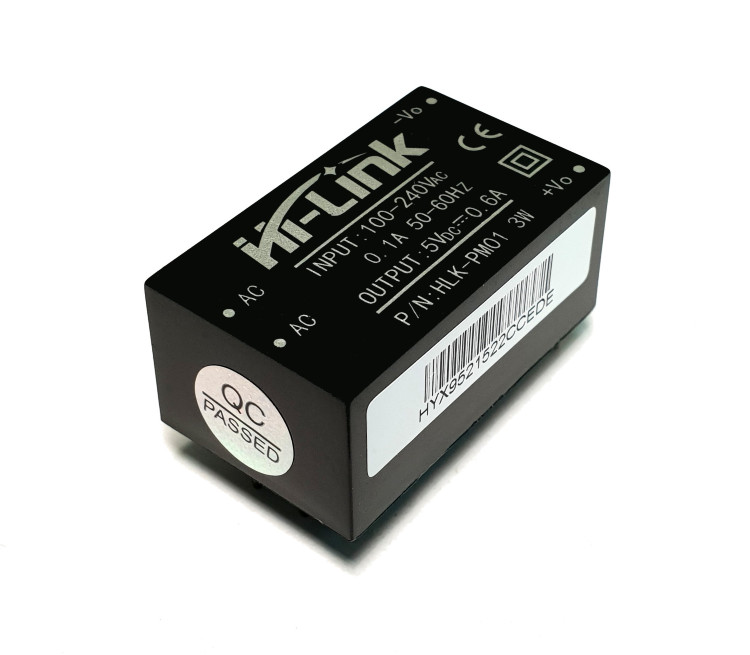 -Vo
CE
Hi-Link
INPUT:100-240VAC
0.1A 50-60Hz
OUTPUT:5VDC⎓0.6A
P/N:HLK-PM01 3W
+Vo
AC
AC
QC
PASSED
HYX9521522CCEDE